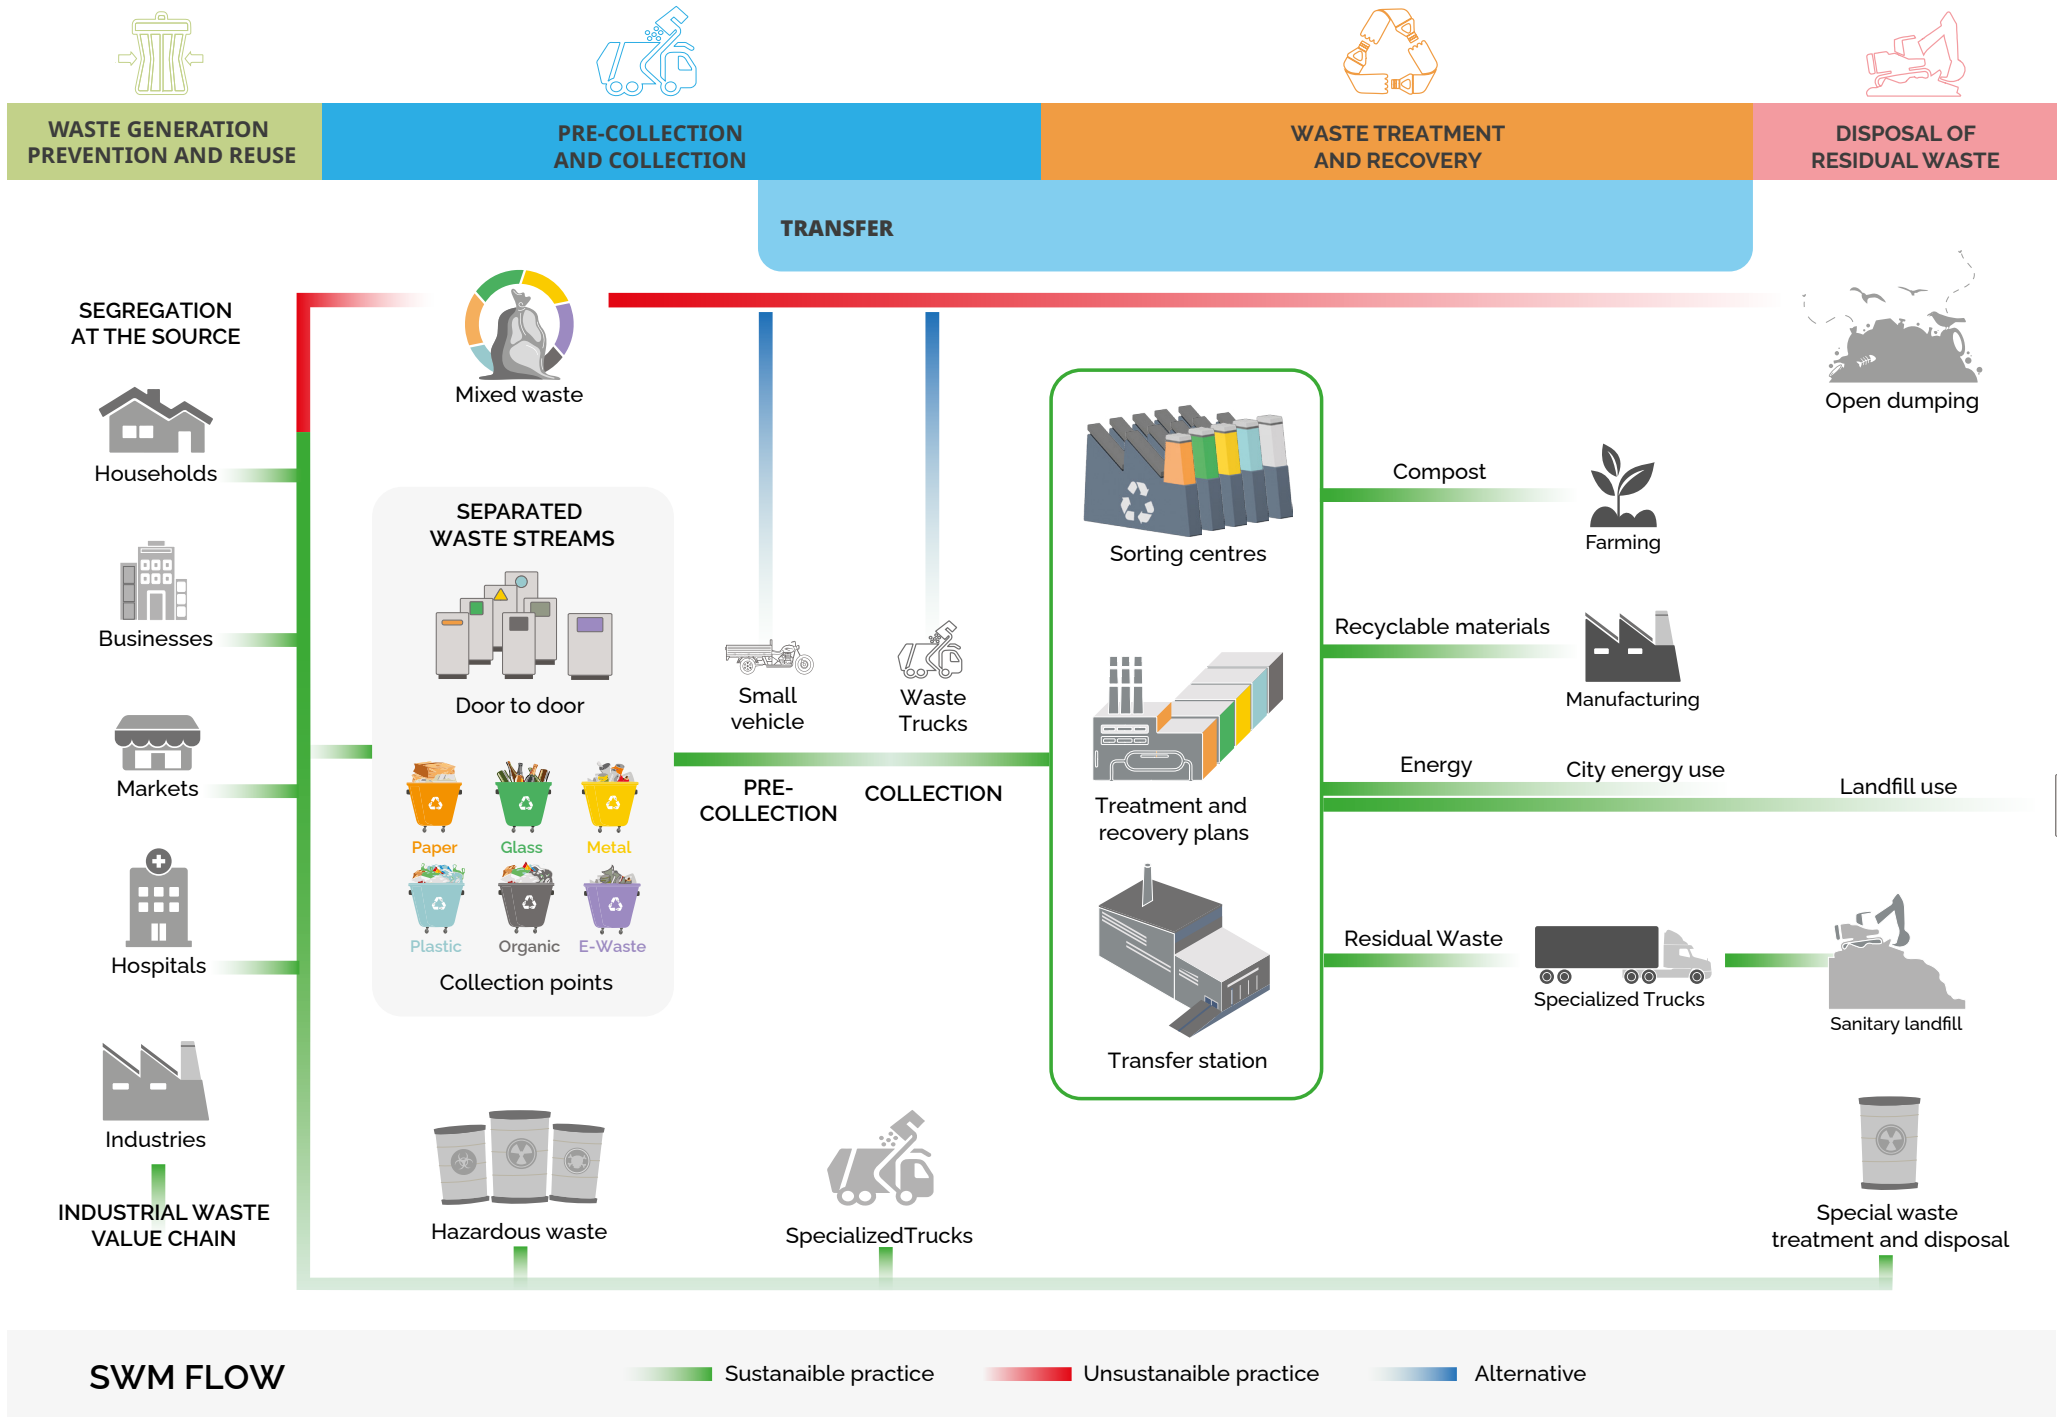 WASTE GENERATION
PREVENTION AND REUSE
PRE-COLLECTION
AND COLLECTION
WASTE TREATMENT
AND RECOVERY
DISPOSAL OF
RESIDUAL WASTE
TRANSFER
SEGREGATION
AT THE SOURCE
Households
Businesses
Markets
Hospitals
Industries
INDUSTRIAL WASTE
VALUE CHAIN
Mixed waste
SEPARATED
WASTE STREAMS
Door to door
Paper
Glass
Metal
Plastic
Organic
E-Waste
Collection points
Hazardous waste
Small
vehicle
Waste
Trucks
PRE-
COLLECTION
COLLECTION
SpecializedTrucks
Sorting centres
Treatment and
recovery plans
Transfer station
Compost
Farming
Recyclable materials
Manufacturing
Energy
City energy use
Landfill use
Residual Waste
Specialized Trucks
Open dumping
Sanitary landfill
Special waste
treatment and disposal
SWM FLOW
Sustanaible practice
Unsustanaible practice
Alternative